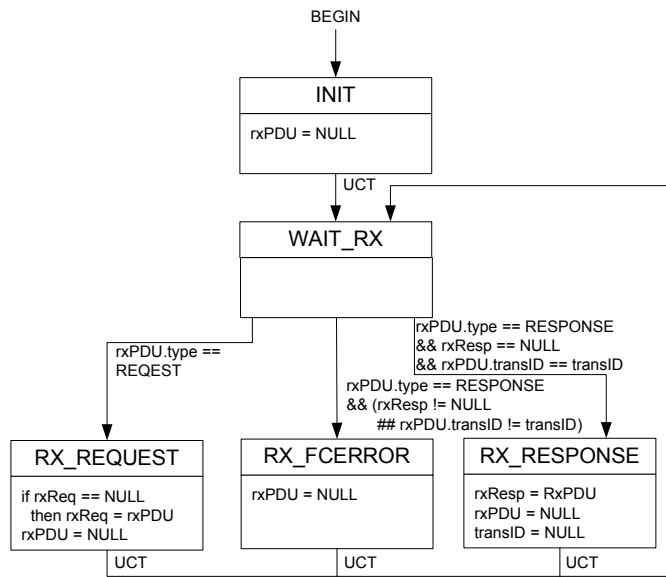 BEGIN
INIT
rxPDU = NULL
UCT
WAIT_RX
rxPDU.type ==
REQEST
rxPDU.type == RESPONSE
&& rxResp == NULL
&& rxPDU.transID == transID
rxPDU.type == RESPONSE
&& (rxResp != NULL
## rxPDU.transID != transID)
RX_REQUEST
if rxReq == NULL
then rxReq = rxPDU
rxPDU = NULL
UCT
RX_FCERROR
rxPDU = NULL
UCT
RX_RESPONSE
rxResp = RxPDU
rxPDU = NULL
transID = NULL
UCT